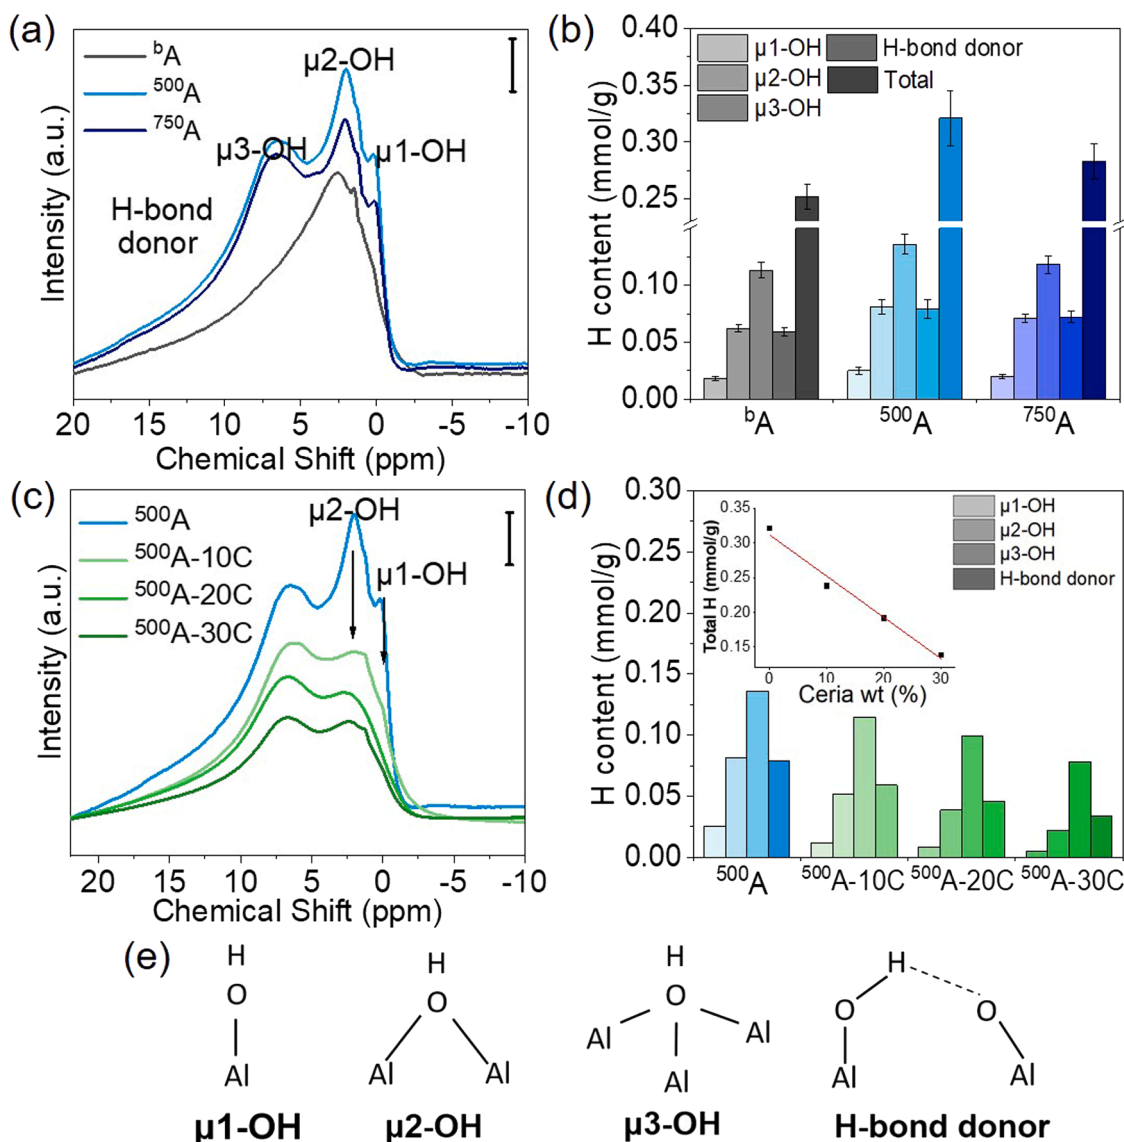 (a)
ᵇA
⁵⁰⁰A
⁷⁵⁰A
μ2-OH
μ3-OH
μ1-OH
H-bond
donor
Intensity (a.u.)
20 15 10 5 0 -5 -10
Chemical Shift (ppm)
(b)
μ1-OH
μ2-OH
μ3-OH
H-bond donor
Total
H content (mmol/g)
0.40
0.35
0.30
0.25
0.10
0.05
0.00
ᵇA ⁵⁰⁰A ⁷⁵⁰A
(c)
⁵⁰⁰A
⁵⁰⁰A-10C
⁵⁰⁰A-20C
⁵⁰⁰A-30C
μ2-OH
μ1-OH
Intensity (a.u.)
20 15 10 5 0 -5 -10
Chemical Shift (ppm)
(d)
μ1-OH
μ2-OH
μ3-OH
H-bond donor
H content (mmol/g)
0.30
0.25
0.20
0.15
0.10
0.05
0.00
Total H (mmol/g)
0.35
0.30
0.25
0.20
0.15
0 10 20 30
Ceria wt (%)
⁵⁰⁰A ⁵⁰⁰A-10C ⁵⁰⁰A-20C ⁵⁰⁰A-30C
(e)
H
O
Al
μ1-OH
H
O
Al Al
μ2-OH
H
O
Al Al
Al
μ3-OH
H
O O
Al Al
H-bond donor